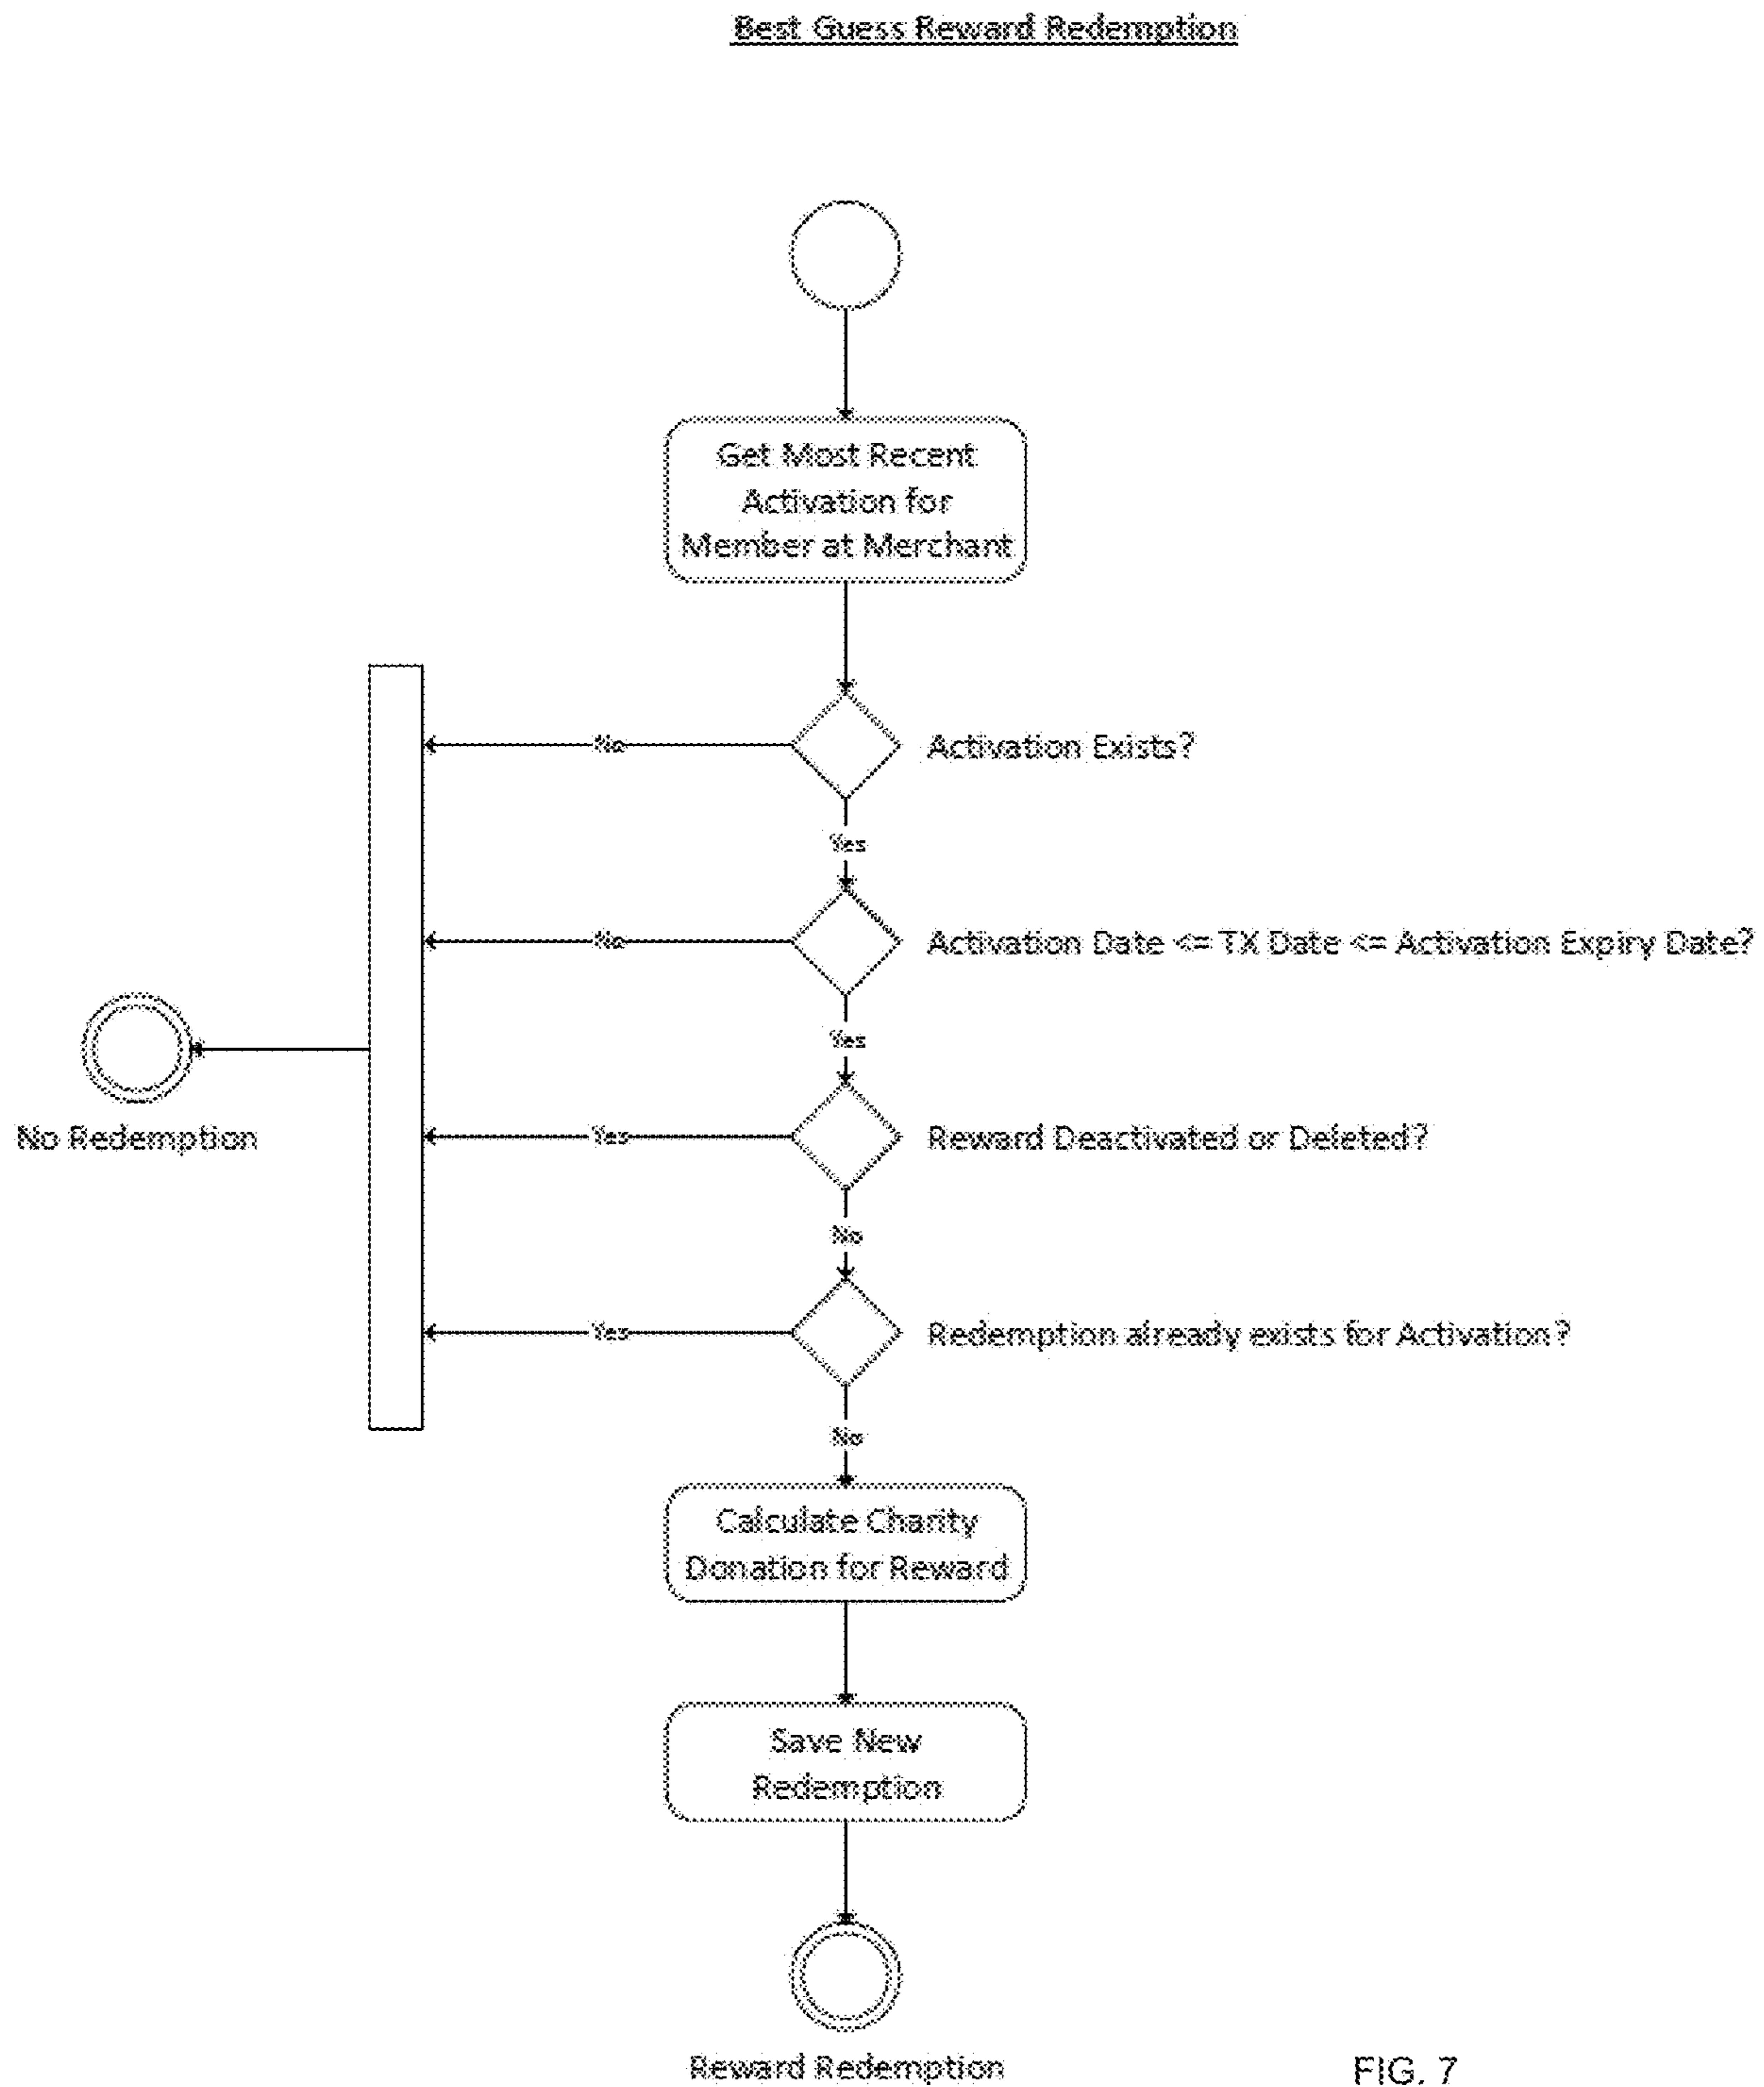 Best Guess Reward Redemption
Get Most Recent
Activation for
Member at Merchant
No
Activation Exists?
Yes
No
Activation Date <= TX Date <= Activation Expiry Date?
Yes
No Redemption
Yes
Reward Deactivated or Deleted?
No
Yes
Redemption already exists for Activation?
No
Calculate Charity
Donation for Reward
Save New
Redemption
Reward Redemption
FIG. 7